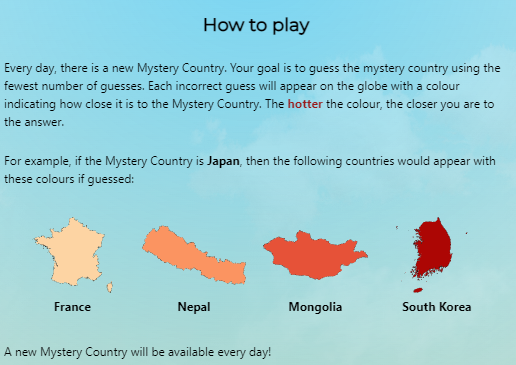 How to play
Every day, there is a new Mystery Country. Your goal is to guess the mystery country using the
fewest number of guesses. Each incorrect guess will appear on the globe with a colour
indicating how close it is to the Mystery Country. The hotter the colour, the closer you are to
the answer.
For example, if the Mystery Country is Japan, then the following countries would appear with
these colours if guessed:
France
Nepal
Mongolia
South Korea
A new Mystery Country will be available every day!